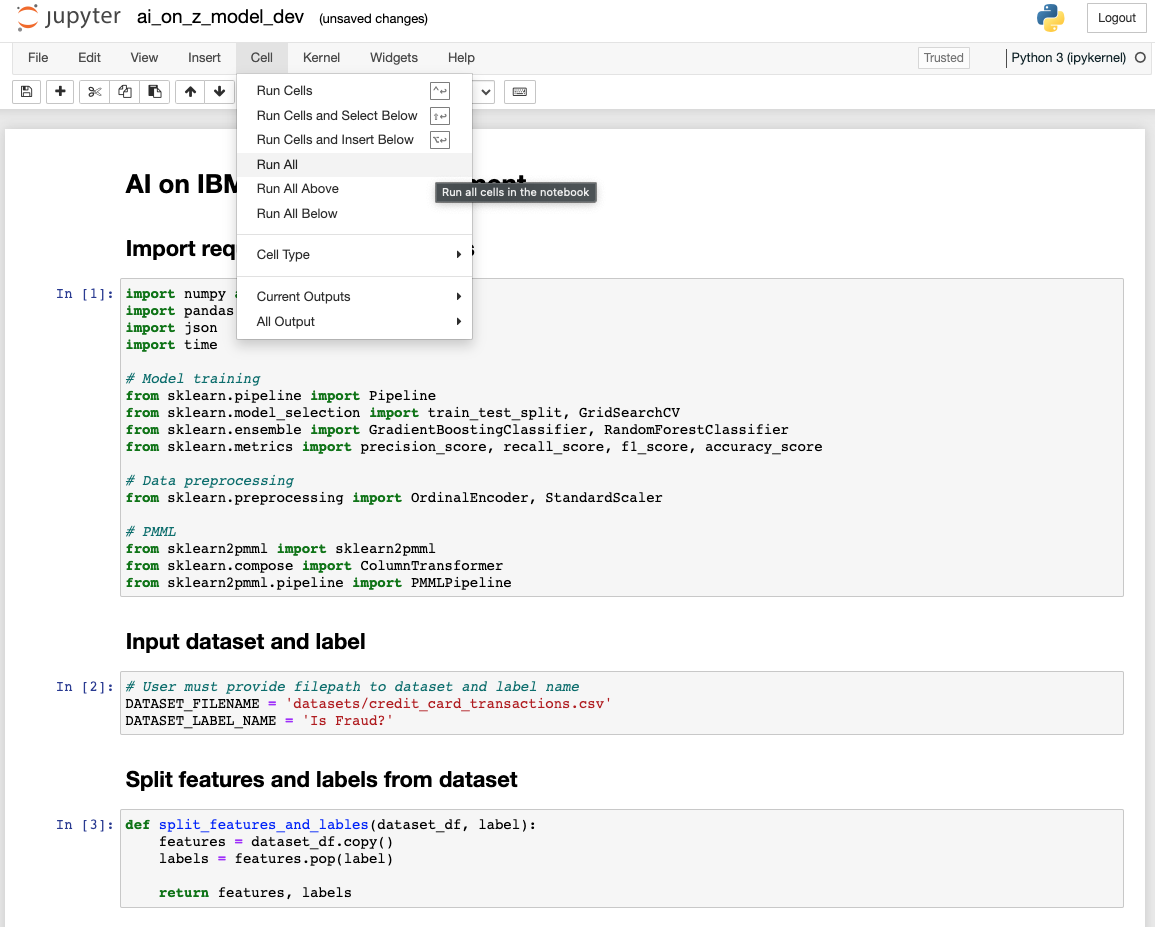 jupyter ai_on_z_model_dev (unsaved changes)
Logout
File Edit View Insert Cell Kernel Widgets Help
Trusted
Python 3 (ipykernel)
Run Cells
Run Cells and Select Below
Run Cells and Insert Below
Run All
Run All Above
Run All Below
Cell Type
Current Outputs
All Output
Run all cells in the notebook
AI on IBM
Import
In [1]:
import numpy
import pandas
import json
import time
# Model training
from sklearn.pipeline import Pipeline
from sklearn.model_selection import train_test_split, GridSearchCV
from sklearn.ensemble import GradientBoostingClassifier, RandomForestClassifier
from sklearn.metrics import precision_score, recall_score, f1_score, accuracy_score
# Data preprocessing
from sklearn.preprocessing import OrdinalEncoder, StandardScaler
# PMML
from sklearn2pmml import sklearn2pmml
from sklearn.compose import ColumnTransformer
from sklearn2pmml.pipeline import PMMLPipeline
Input dataset and label
In [2]:
# User must provide filepath to dataset and label name
DATASET_FILENAME = 'datasets/credit_card_transactions.csv'
DATASET_LABEL_NAME = 'Is Fraud?'
Split features and labels from dataset
In [3]:
def split_features_and_lables(dataset_df, label):
features = dataset_df.copy()
labels = features.pop(label)
return features, labels